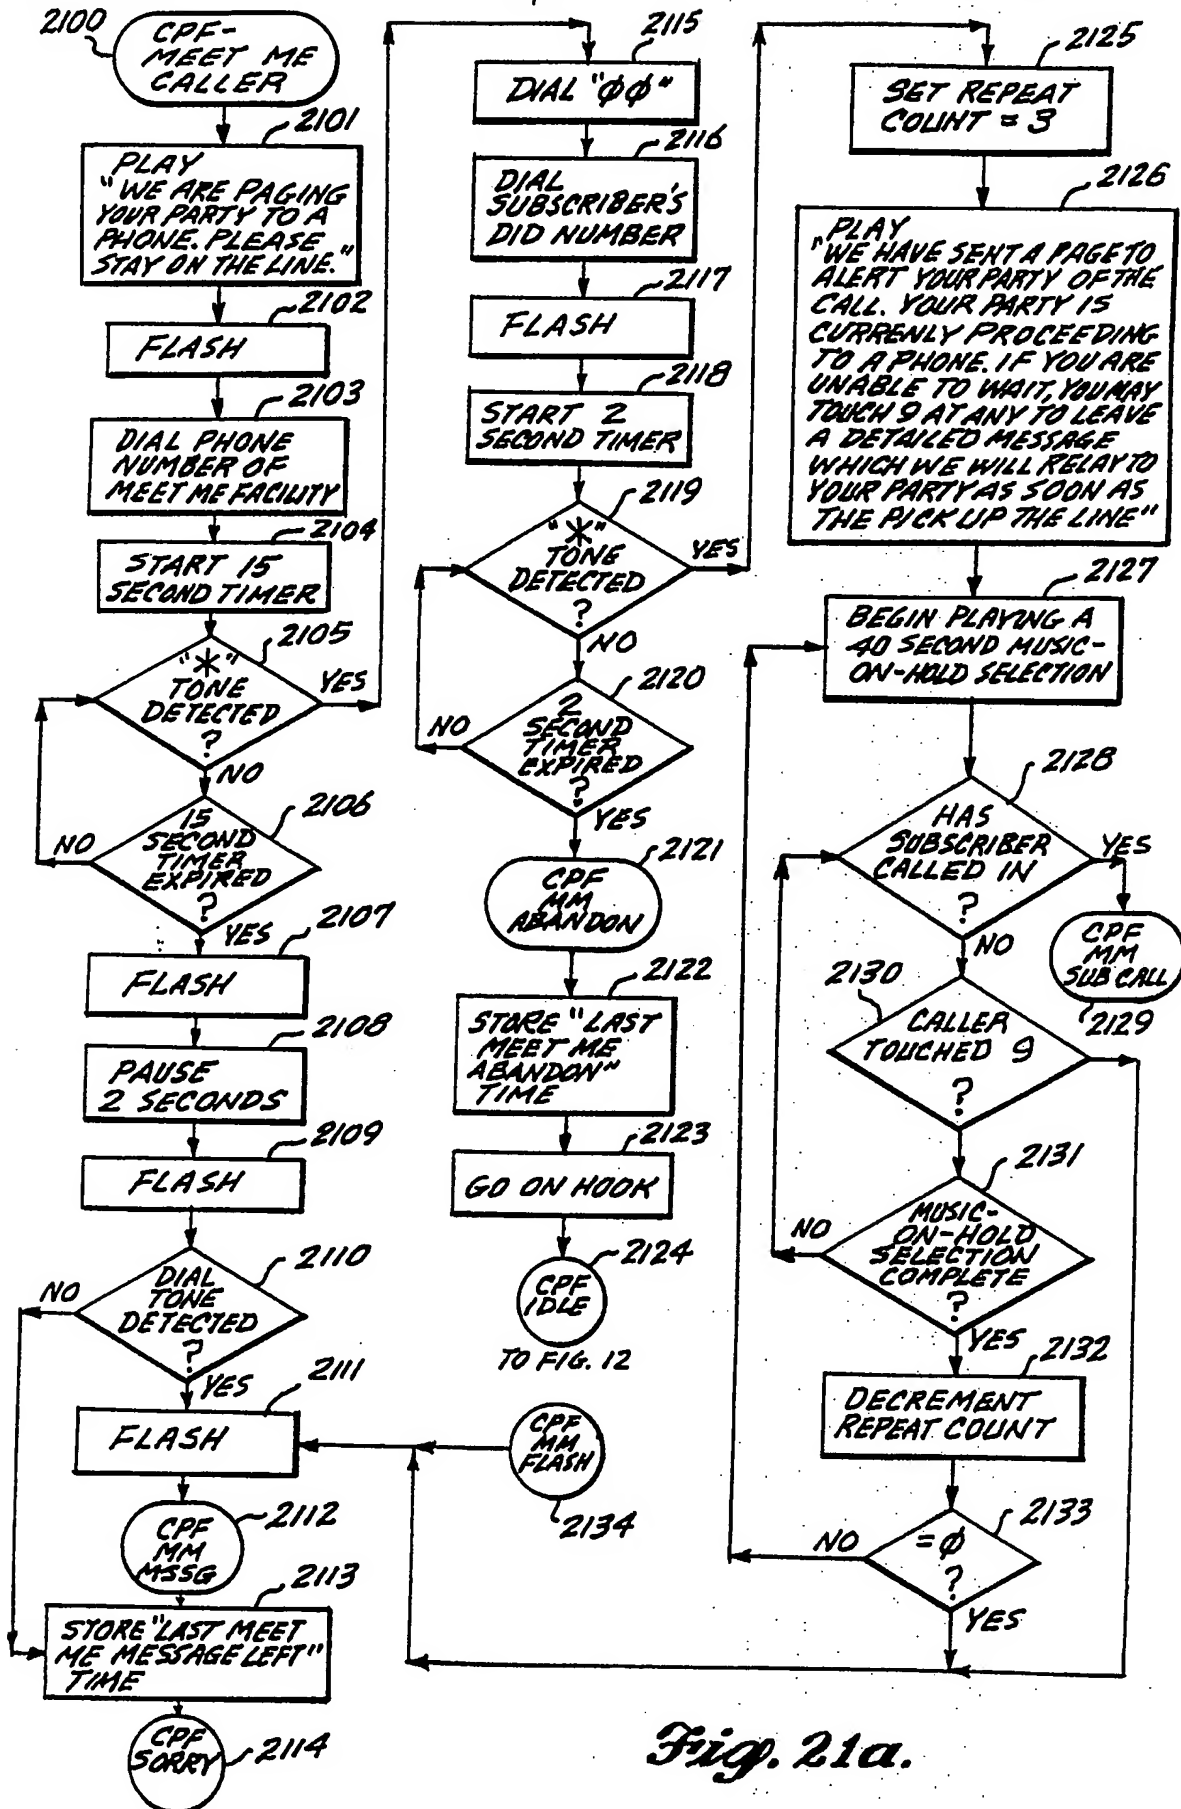 2100
CPF-
MEET ME
CALLER
2101
PLAY
"WE ARE PAGING
YOUR PARTY TO A
PHONE. PLEASE
STAY ON THE LINE."
2102
FLASH
2103
DIAL PHONE
NUMBER OF
MEET ME FACILITY
2104
START 15
SECOND TIMER
2105
"*"
TONE
DETECTED
?
YES
NO
2106
15
SECOND
TIMER
EXPIRED
?
NO
YES
2107
FLASH
2108
PAUSE
2 SECONDS
2109
FLASH
2110
DIAL
TONE
DETECTED
?
NO
YES
2111
FLASH
2112
CPF
MM
MSSG
2113
STORE "LAST MEET
ME MESSAGE LEFT"
TIME
2114
CPF
SORRY
2115
DIAL "φφ"
2116
DIAL
SUBSCRIBER'S
DID NUMBER
2117
FLASH
2118
START 2
SECOND TIMER
2119
"*"
TONE
DETECTED
?
YES
NO
2120
2
SECOND
TIMER
EXPIRED
?
NO
YES
2121
CPF
MM
ABANDON
2122
STORE "LAST
MEET ME
ABANDON"
TIME
2123
GO ON HOOK
2124
CPF
IDLE
TO FIG. 12
CPF
MM
FLASH
2134
2125
SET REPEAT
COUNT = 3
2126
PLAY
"WE HAVE SENT A PAGE TO
ALERT YOUR PARTY OF THE
CALL. YOUR PARTY IS
CURRENLY PROCEEDING
TO A PHONE. IF YOU ARE
UNABLE TO WAIT, YOU MAY
TOUCH 9 AT ANY TO LEAVE
A DETAILED MESSAGE
WHICH WE WILL RELAY TO
YOUR PARTY AS SOON AS
THE PICK UP THE LINE"
2127
BEGIN PLAYING A
40 SECOND MUSIC-
ON-HOLD SELECTION
2128
HAS
SUBSCRIBER
CALLED IN
?
YES
NO
CPF
MM
SUB CALL
2129
2130
CALLER
TOUCHED 9
?
2131
MUSIC-
ON-HOLD
SELECTION
COMPLETE
?
NO
YES
2132
DECREMENT
REPEAT COUNT
2133
=φ
?
NO
YES
Fig. 21a.